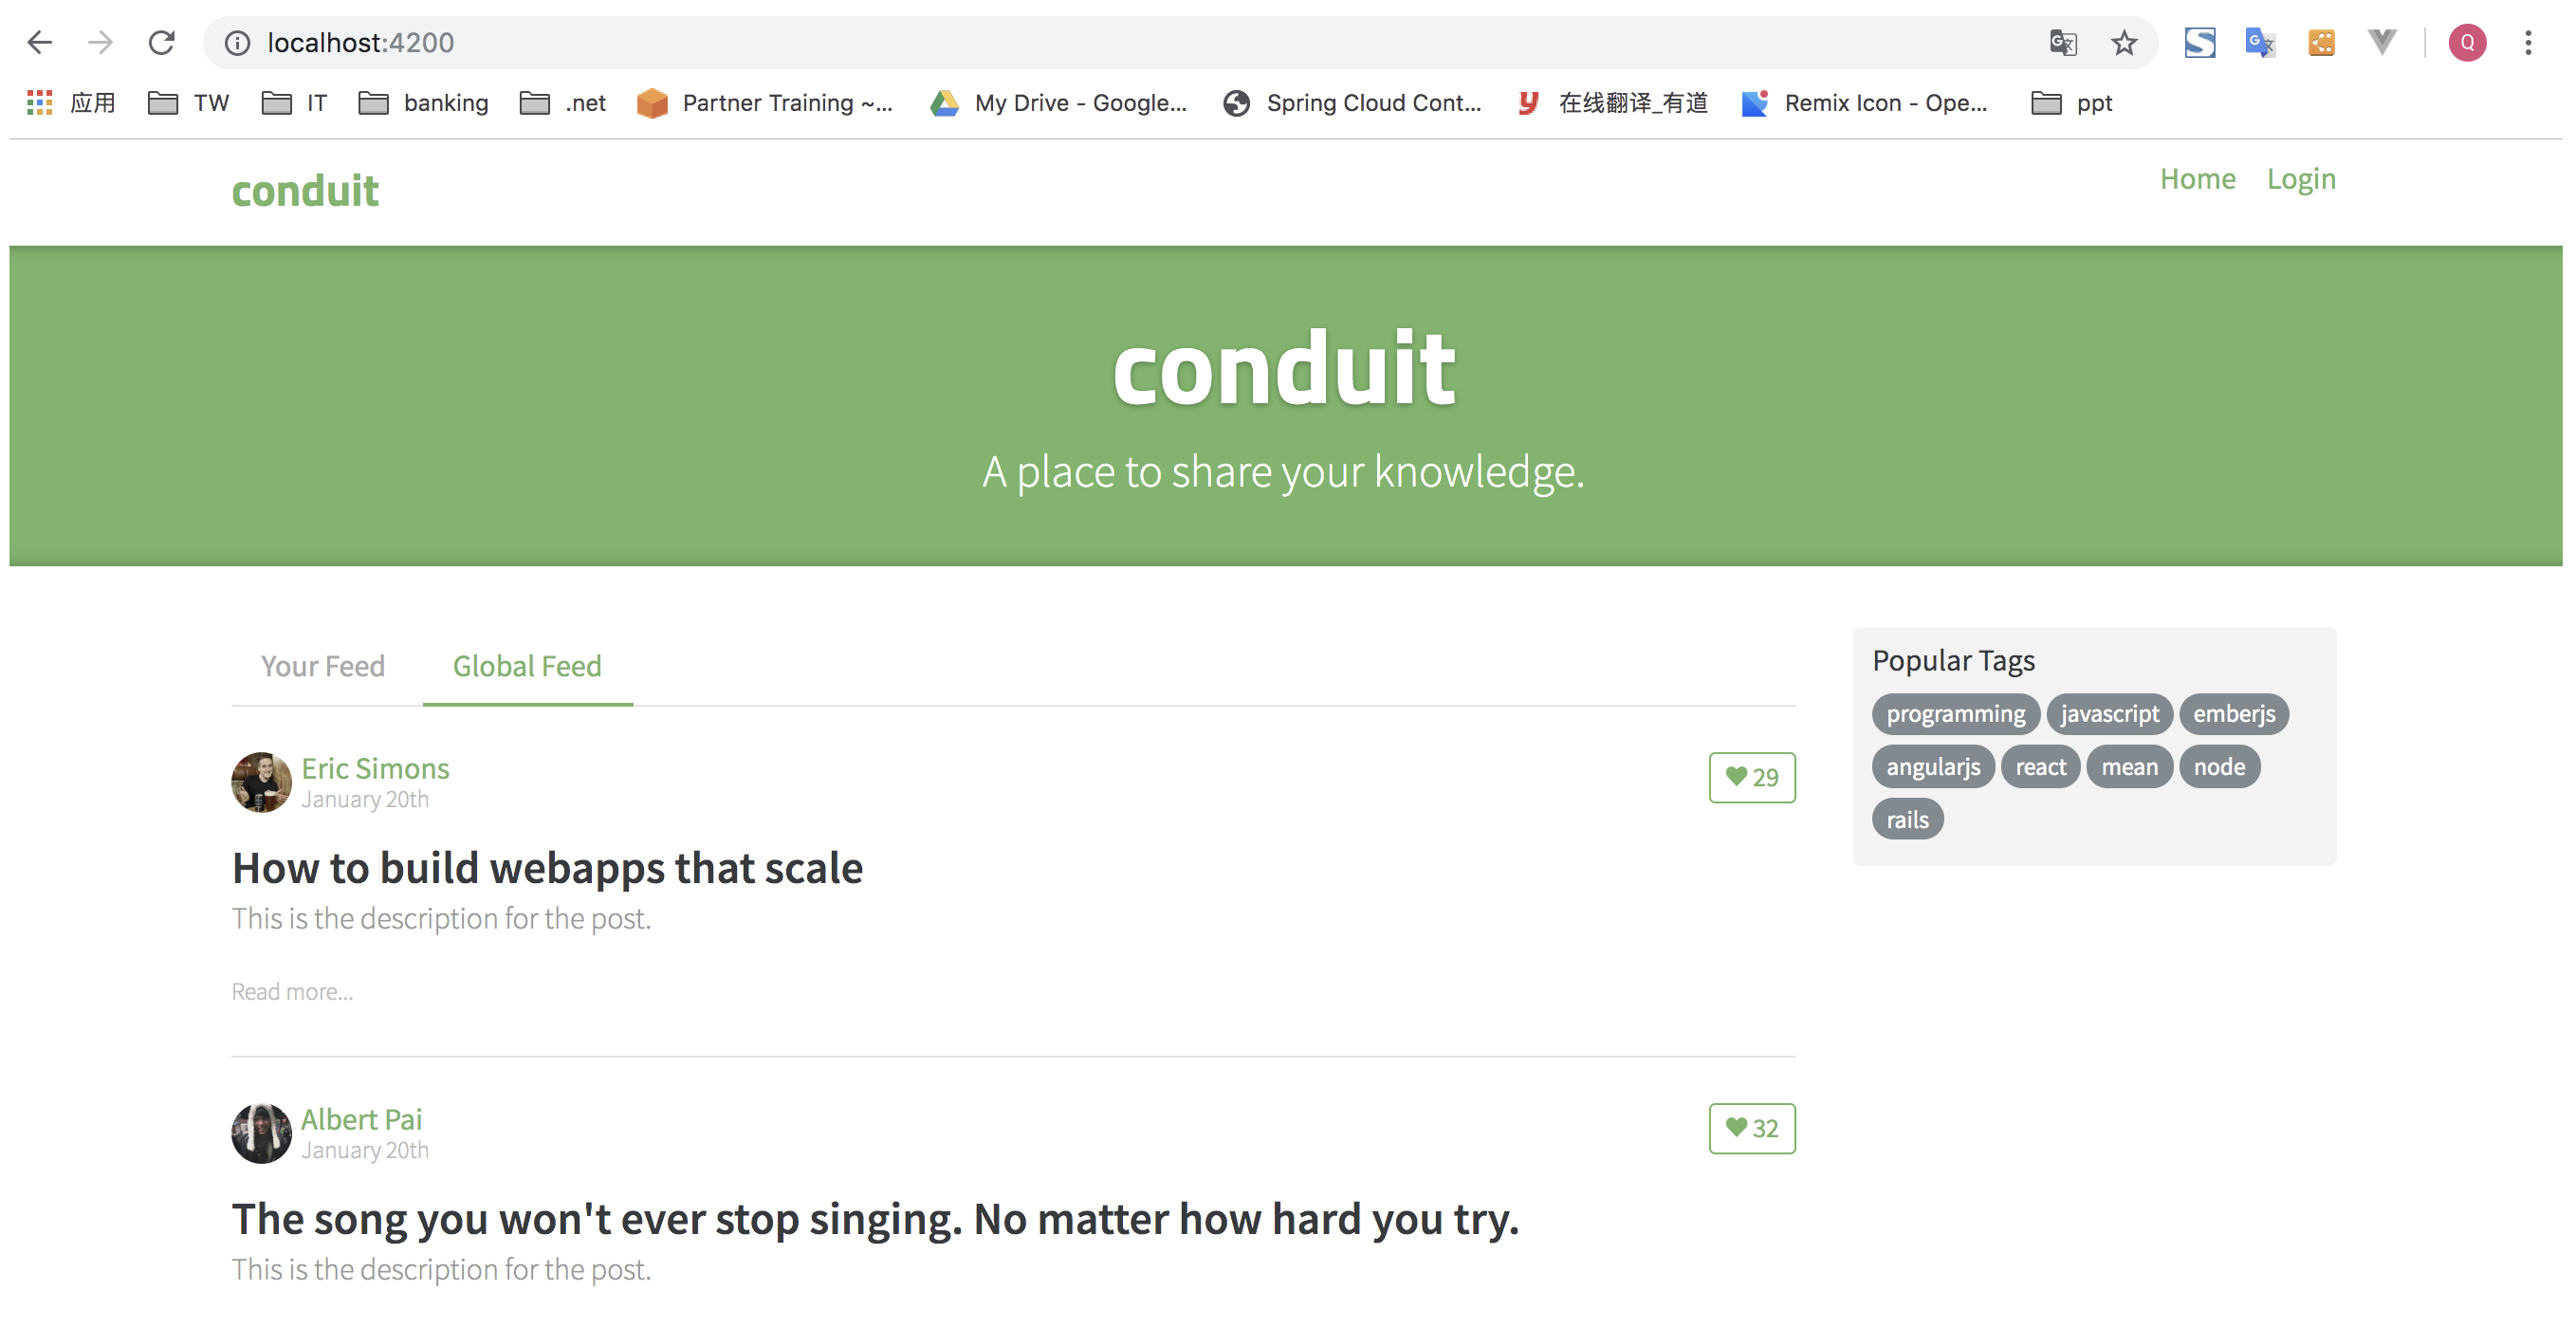 localhost:4200
应用 TW IT banking .net Partner Training ~... My Drive - Google... Spring Cloud Cont... 在线翻译_有道 Remix Icon - Ope... ppt
Q
conduit
Home Login
conduit
A place to share your knowledge.
Your Feed Global Feed
Popular Tags
programming javascript emberjs
angularjs react mean node
rails
Eric Simons
January 20th
29
How to build webapps that scale
This is the description for the post.
Read more...
Albert Pai
January 20th
32
The song you won't ever stop singing. No matter how hard you try.
This is the description for the post.